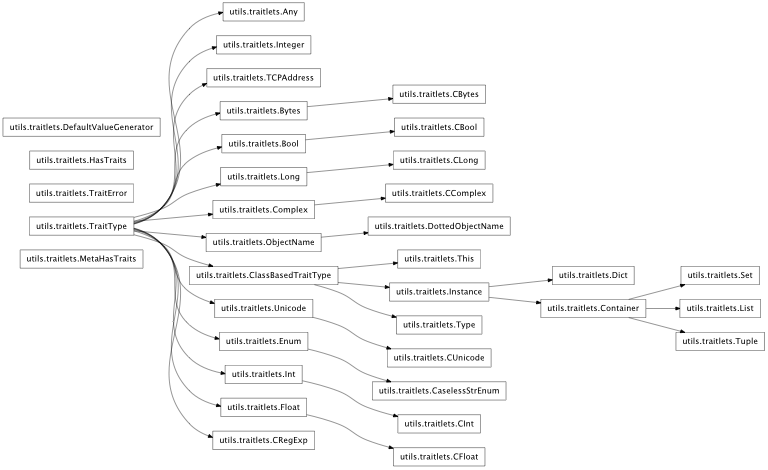 utils.traitlets.Any
utils.traitlets.Integer
utils.traitlets.TCPAddress
utils.traitlets.CBytes
utils.traitlets.Bytes
utils.traitlets.DefaultValueGenerator
utils.traitlets.CBool
utils.traitlets.Bool
utils.traitlets.HasTraits
utils.traitlets.CLong
utils.traitlets.Long
utils.traitlets.TraitError
utils.traitlets.CComplex
utils.traitlets.Complex
utils.traitlets.TraitType
utils.traitlets.DottedObjectName
utils.traitlets.ObjectName
utils.traitlets.MetaHasTraits
utils.traitlets.This
utils.traitlets.ClassBasedTraitType
utils.traitlets.Dict
utils.traitlets.Set
utils.traitlets.Instance
utils.traitlets.Unicode
utils.traitlets.Container
utils.traitlets.List
utils.traitlets.Type
utils.traitlets.Enum
utils.traitlets.Tuple
utils.traitlets.CUnicode
utils.traitlets.Int
utils.traitlets.CaselessStrEnum
utils.traitlets.Float
utils.traitlets.CInt
utils.traitlets.CRegExp
utils.traitlets.CFloat